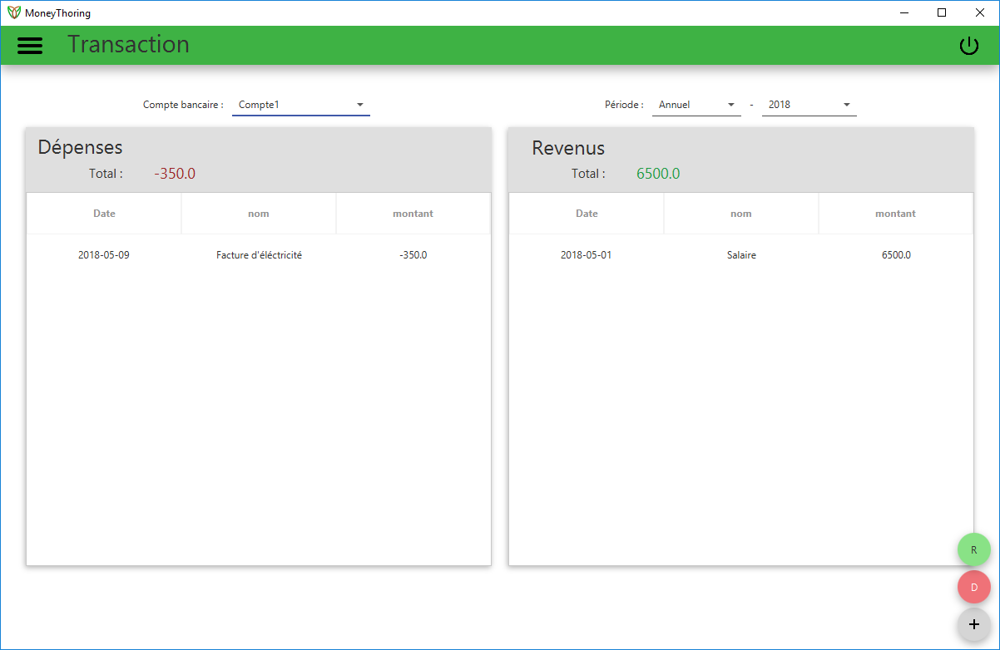 MoneyThoring
Transaction
Compte bancaire : Compte1
Période : Annuel - 2018
Dépenses
Total : -350.0
Date nom montant
2018-05-09 Facture d'éléctricité -350.0
Revenus
Total : 6500.0
Date nom montant
2018-05-01 Salaire 6500.0
R
D
+